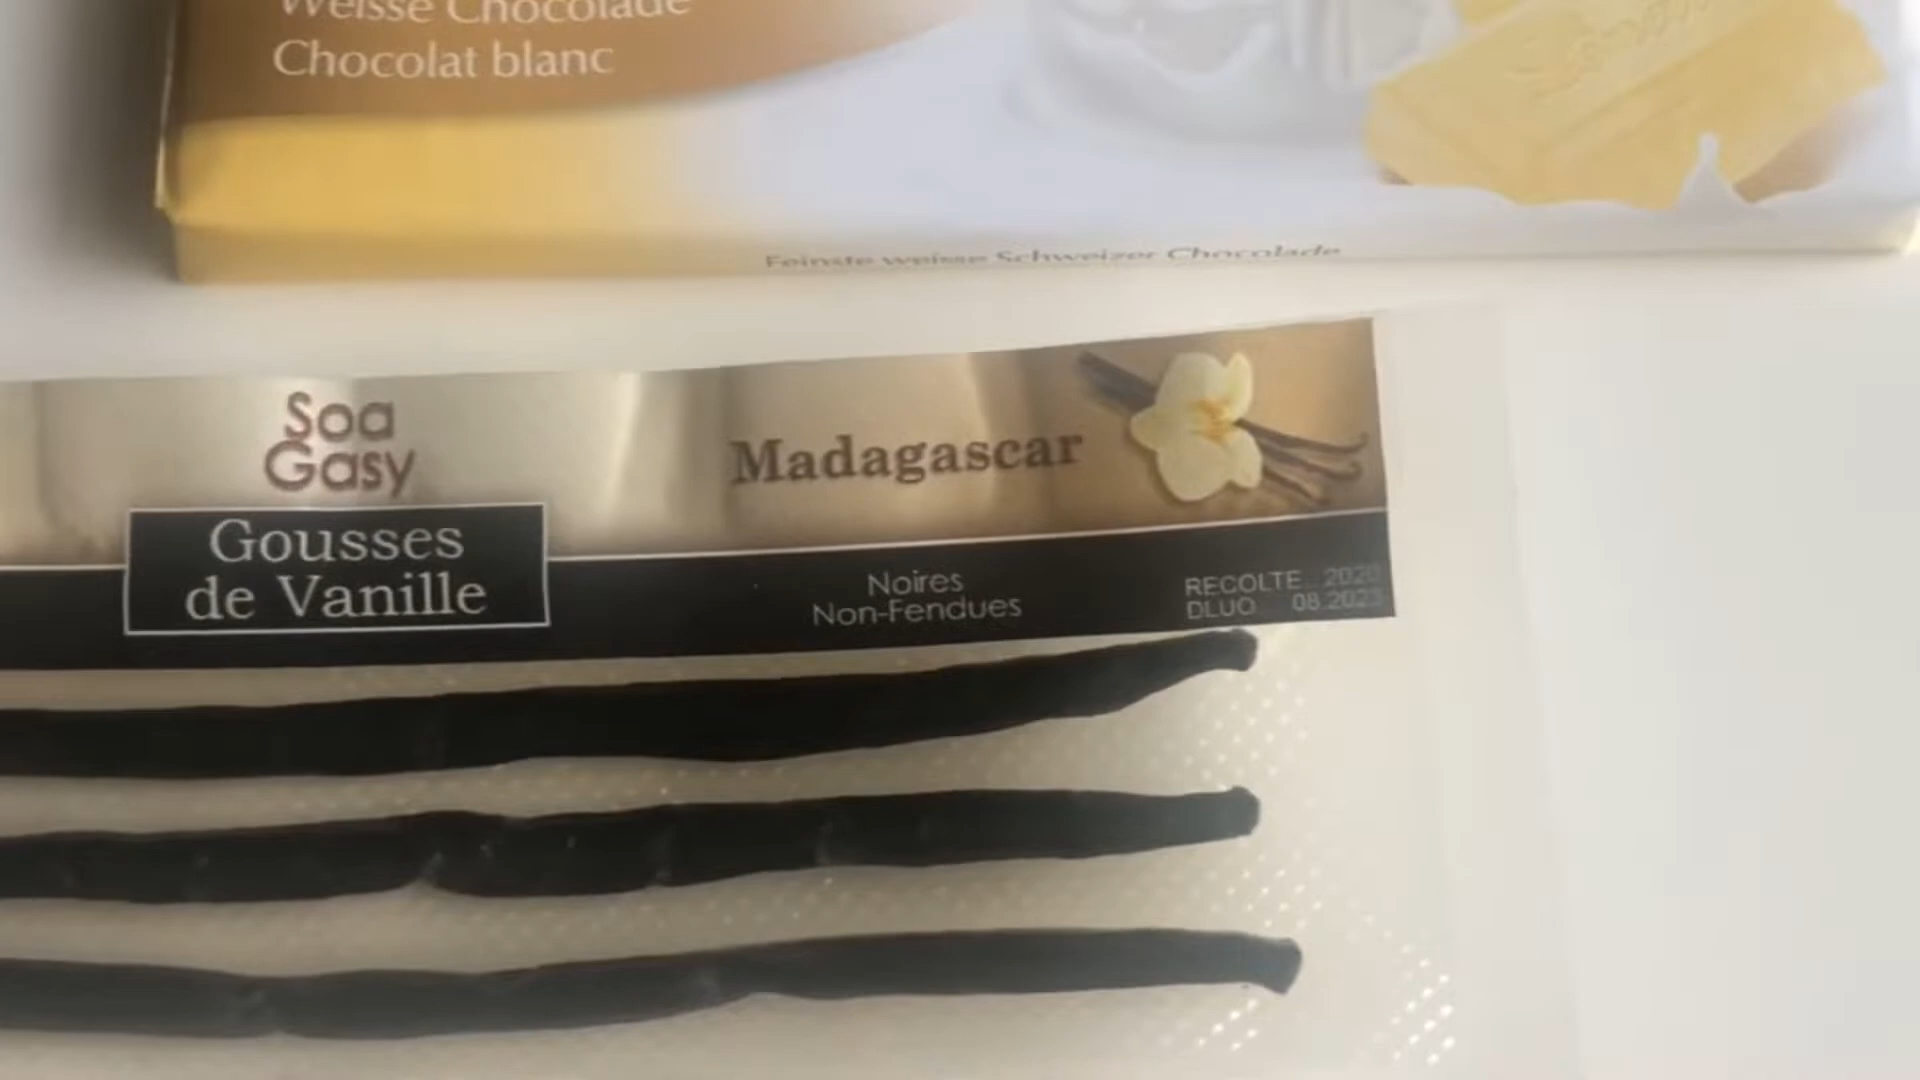 Weisse Chocolade
Chocolat blanc
Feinste weisse Schweizer Chocolade
Soa
Gasy
Madagascar
Gousses
de Vanille
Noires
Non-Fendues
RECOLTE 2020
DLUO 08.2023